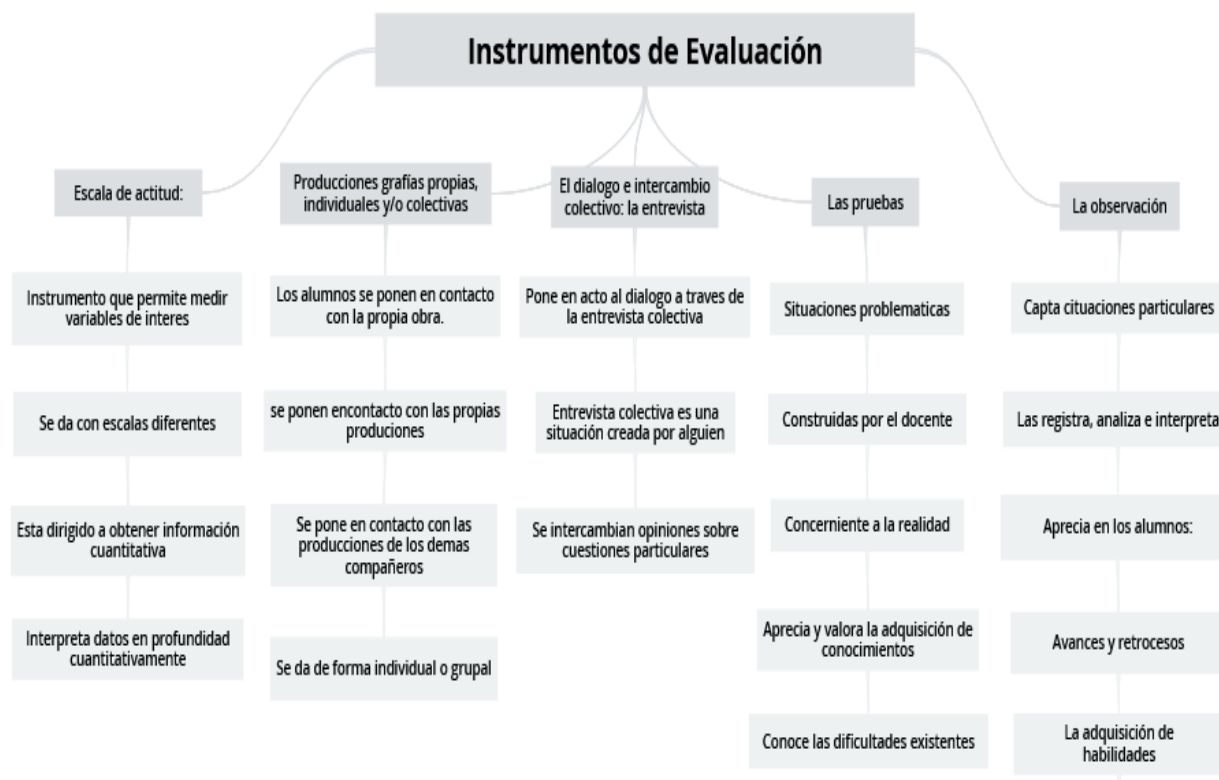 Instrumentos de Evaluación
Escala de actitud:
Instrumento que permite medir
variables de interes
Se da con escalas diferentes
Esta dirigido a obtener información
cuantitativa
Interpreta datos en profundidad
cuantitativamente
Producciones grafías propias,
individuales y/o colectivas
Los alumnos se ponen en contacto
con la propia obra.
se ponen encontacto con las propias
produciones
Se pone en contacto con las
producciones de los demas
compañeros
Se da de forma individual o grupal
El dialogo e intercambio
colectivo: la entrevista
Pone en acto al dialogo a traves de
la entrevista colectiva
Entrevista colectiva es una
situación creada por alguien
Se intercambian opiniones sobre
cuestiones particulares
Las pruebas
Situaciones problematicas
Construidas por el docente
Concerniente a la realidad
Aprecia y valora la adquisición de
conocimientos
Conoce las dificultades existentes
La observación
Capta cituaciones particulares
Las registra, analiza e interpreta
Aprecia en los alumnos:
Avances y retrocesos
La adquisición de
habilidades